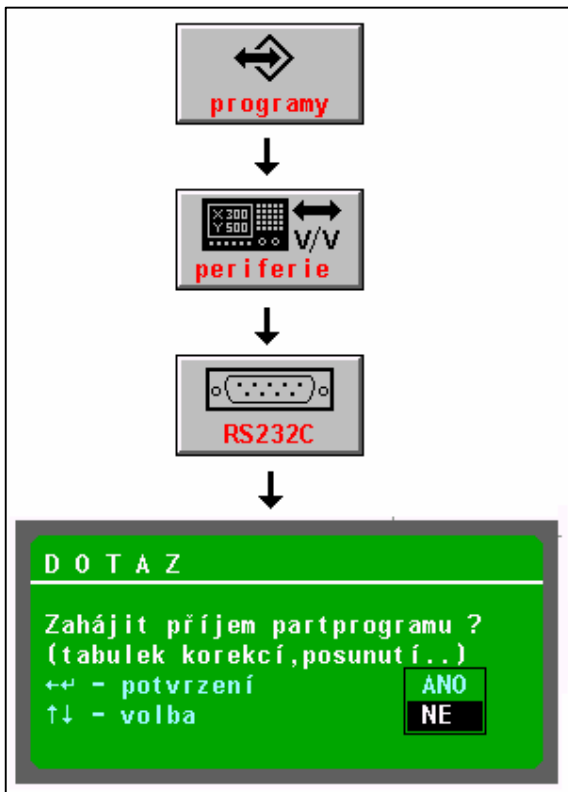 programy
X300
Y500
V/V
periferie
RS232C
D O T A Z
Zahájit příjem partprogramu ?
(tabulek korekcí,posunutí..)
←↵ - potvrzení
ANO
↑↓ - volba
NE